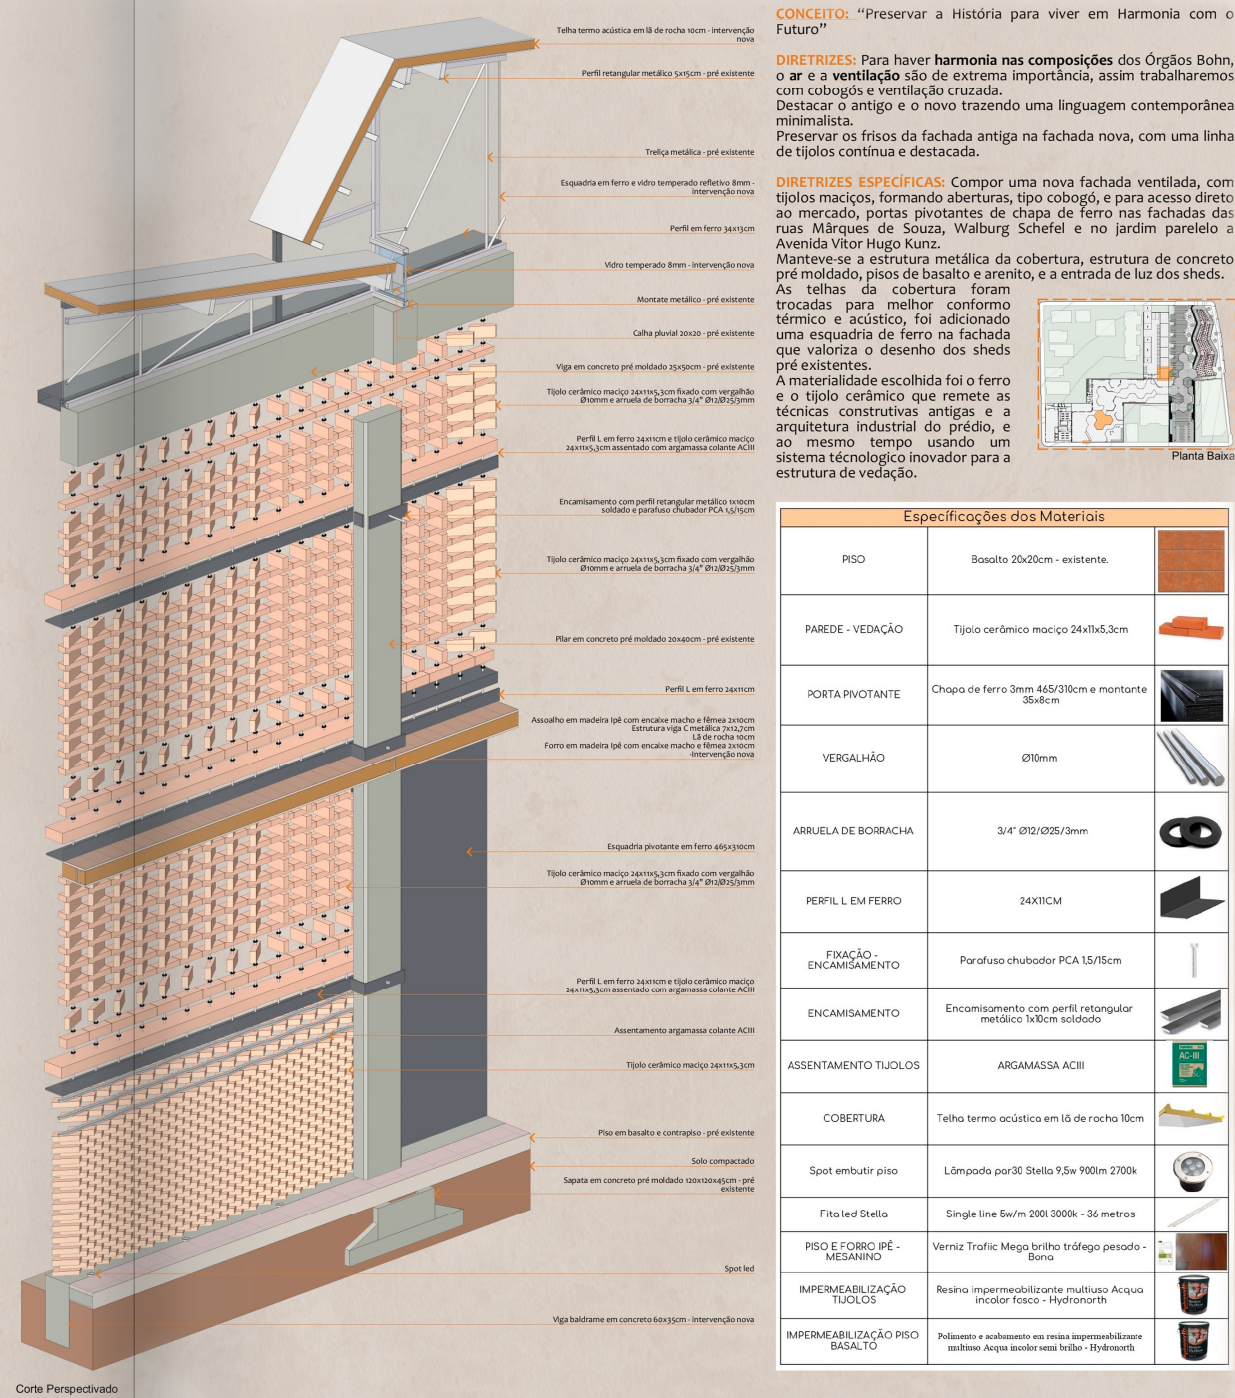 Telha termo acústica em lã de rocha 10cm - intervenção
nova
Perfil retangular metálico 5x15cm - pré existente
Treliça metálica - pré existente
Esquadria em ferro e vidro temperado refletivo 8mm -
intervenção nova
Perfil em ferro 34x13cm
Vidro temperado 8mm - intervenção nova
Montate metálico - pré existente
Calha pluvial 20x20 - pré existente
Viga em concreto pré moldado 25x50cm - pré existente
Tijolo cerâmico maciço 24x11x5,3cm fixado com vergalhão
Ø10mm e arruela de borracha 3/4" Ø12/Ø25/3mm
Perfil L em ferro 24x11cm e tijolo cerâmico maciço
24x11x5,3cm assentado com argamassa colante ACIII
Encamisamento com perfil retangular metálico 1x10cm
soldado e parafuso chubador PCA 1,5/15cm
Tijolo cerâmico maciço 24x11x5,3cm fixado com vergalhão
Ø10mm e arruela de borracha 3/4" Ø12/Ø25/3mm
Pilar em concreto pré moldado 20x40cm - pré existente
Perfil L em ferro 24x11cm
Assoalho em madeira Ipê com encaixe macho e fêmea 2x10cm
Estrutura viga C metálica 7x12,7cm
Lã de rocha 10cm
Forro em madeira Ipê com encaixe macho e fêmea 2x10cm
-Intervenção nova
Esquadria pivotante em ferro 465x310cm
Tijolo cerâmico maciço 24x11x5,3cm fixado com vergalhão
Ø10mm e arruela de borracha 3/4" Ø12/Ø25/3mm
Perfil L em ferro 24x11cm e tijolo cerâmico maciço
24x11x5,3cm assentado com argamassa colante ACIII
Assentamento argamassa colante ACIII
Tijolo cerâmico maciço 24x11x5,3cm
Piso em basalto e contrapiso - pré existente
Solo compactado
Sapata em concreto pré moldado 120x120x45cm - pré
existente
Spot led
Viga baldrame em concreto 60x35cm - intervenção nova
Corte Perspectivado
CONCEITO: “Preservar a História para viver em Harmonia com o
Futuro”
DIRETRIZES: Para haver harmonia nas composições dos Órgãos Bohn,
o ar e a ventilação são de extrema importância, assim trabalharemos
com cobogós e ventilação cruzada.
Destacar o antigo e o novo trazendo uma linguagem contemporânea
minimalista.
Preservar os frisos da fachada antiga na fachada nova, com uma linha
de tijolos contínua e destacada.
DIRETRIZES ESPECÍFICAS: Compor uma nova fachada ventilada, com
tijolos maciços, formando aberturas, tipo cobogó, e para acesso direto
ao mercado, portas pivotantes de chapa de ferro nas fachadas das
ruas Mârques de Souza, Walburg Schefel e no jardim parelelo a
Avenida Vitor Hugo Kunz.
Manteve-se a estrutura metálica da cobertura, estrutura de concreto
pré moldado, pisos de basalto e arenito, e a entrada de luz dos sheds.
As telhas da cobertura foram
trocadas para melhor conformo
térmico e acústico, foi adicionado
uma esquadria de ferro na fachada
que valoriza o desenho dos sheds
pré existentes.
A materialidade escolhida foi o ferro
e o tijolo cerâmico que remete as
técnicas construtivas antigas e a
arquitetura industrial do prédio, e
ao mesmo tempo usando um
sistema técnologico inovador para a
estrutura de vedação.
Planta Baixa
Específicações dos Materiais
PISO
Basalto 20x20cm - existente.
PAREDE - VEDAÇÃO
Tijolo cerâmico maciço 24x11x5,3cm
PORTA PIVOTANTE
Chapa de ferro 3mm 465/310cm e montante
35x8cm
VERGALHÃO
Ø10mm
ARRUELA DE BORRACHA
3/4" Ø12/Ø25/3mm
PERFIL L EM FERRO
24X11CM
FIXAÇÃO -
ENCAMISAMENTO
Parafuso chubador PCA 1,5/15cm
ENCAMISAMENTO
Encamisamento com perfil retangular
metálico 1x10cm soldado
ASSENTAMENTO TIJOLOS
ARGAMASSA ACIII
AC-III
COBERTURA
Telha termo acústica em lã de rocha 10cm
Spot embutir piso
Lâmpada par30 Stella 9,5w 900lm 2700k
Fita led Stella
Single line 5w/m 200l 3000k - 36 metros
PISO E FORRO IPÊ -
MESANINO
Verniz Trafiic Mega brilho tráfego pesado -
Bona
IMPERMEABILIZAÇÃO
TIJOLOS
Resina impermeabilizante multiuso Acqua
incolor fosco - Hydronorth
IMPERMEABILIZAÇÃO PISO
BASALTO
Polimento e acabamento em resina impermeabilizante
multiuso Acqua incolor semi brilho - Hydronorth